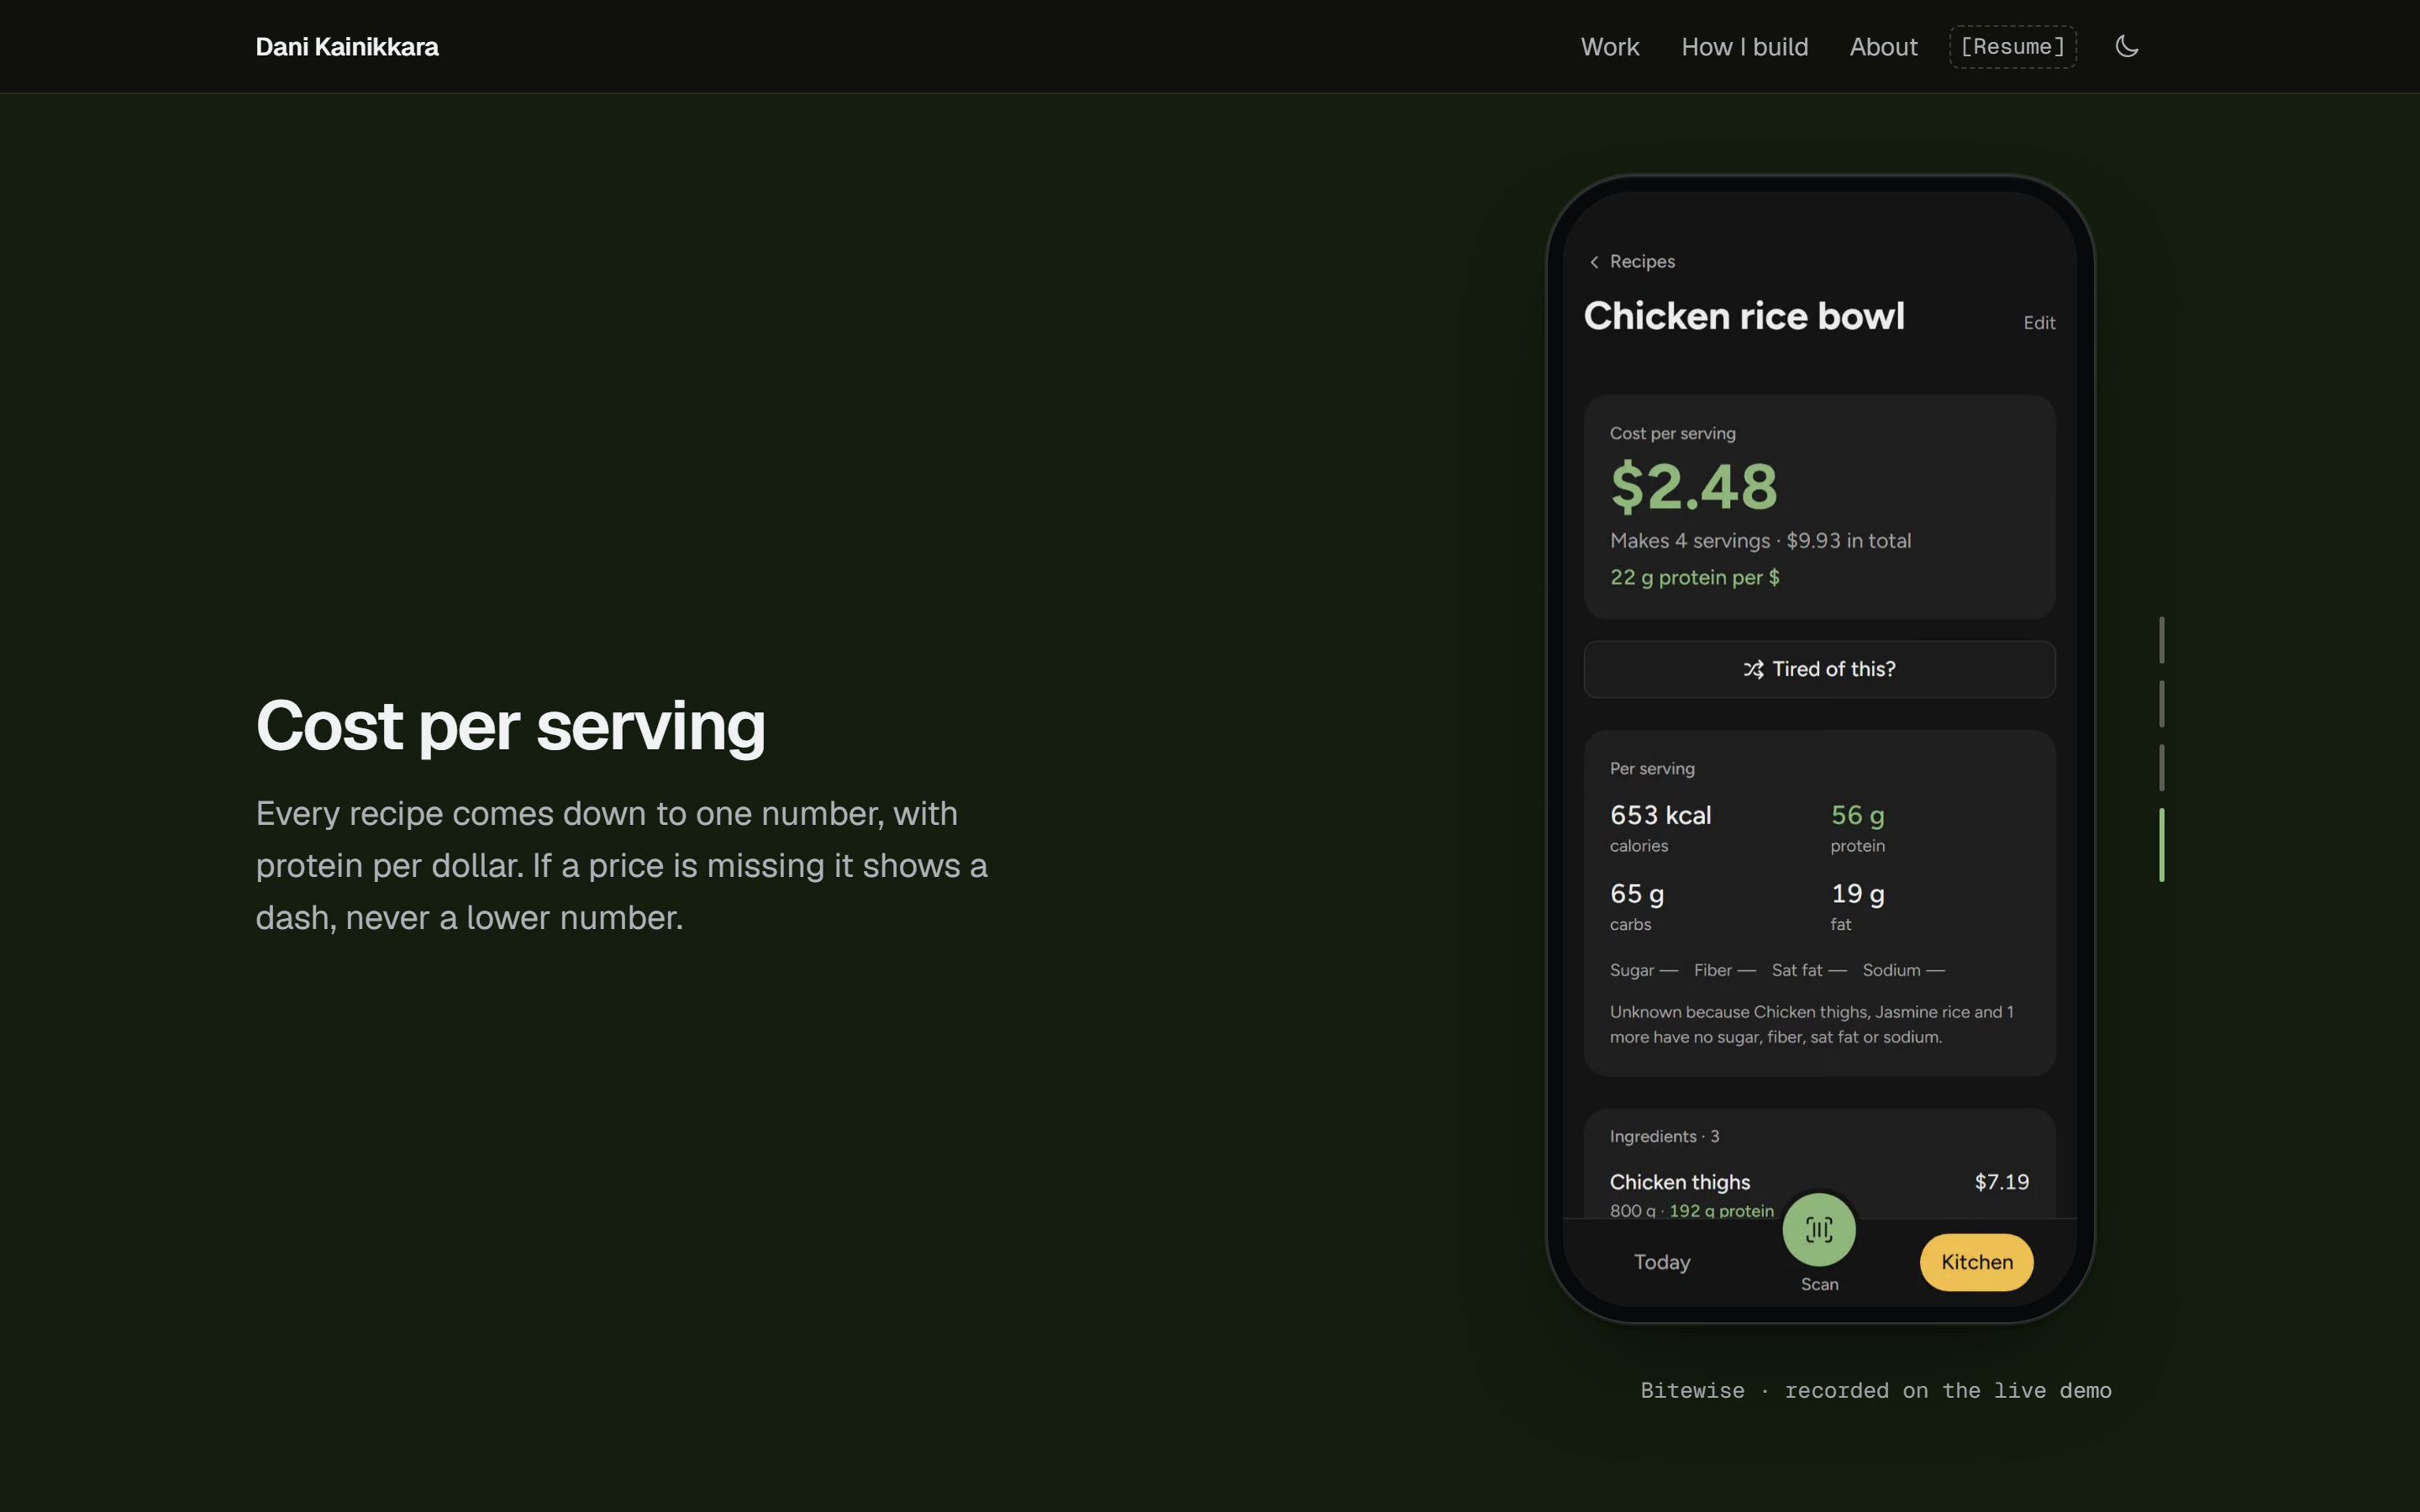 Dani Kainikkara
Work
How I build
About
[Resume]
Cost per serving
Every recipe comes down to one number, with
protein per dollar. If a price is missing it shows a
dash, never a lower number.
Recipes
Chicken rice bowl
Edit
Cost per serving
$2.48
Makes 4 servings · $9.93 in total
22 g protein per $
Tired of this?
Per serving
653 kcal
calories
56 g
protein
65 g
carbs
19 g
fat
Sugar — Fiber — Sat fat — Sodium —
Unknown because Chicken thighs, Jasmine rice and 1
more have no sugar, fiber, sat fat or sodium.
Ingredients · 3
Chicken thighs
$7.19
800 g · 192 g protein
Today
Scan
Kitchen
Bitewise · recorded on the live demo